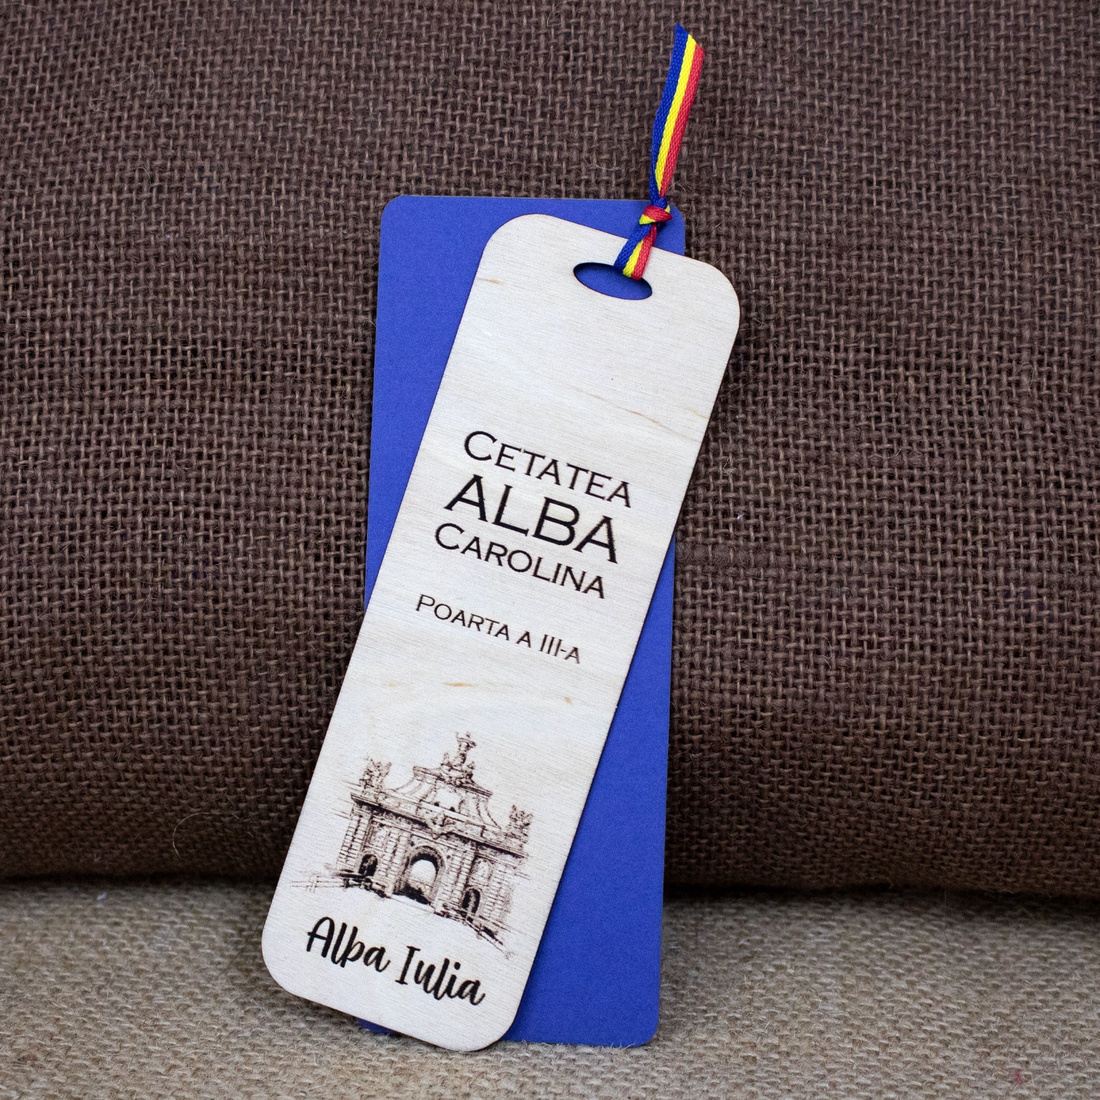 CETATEA
ALBA
CAROLINA
POARTA A III-A
Alba Iulia